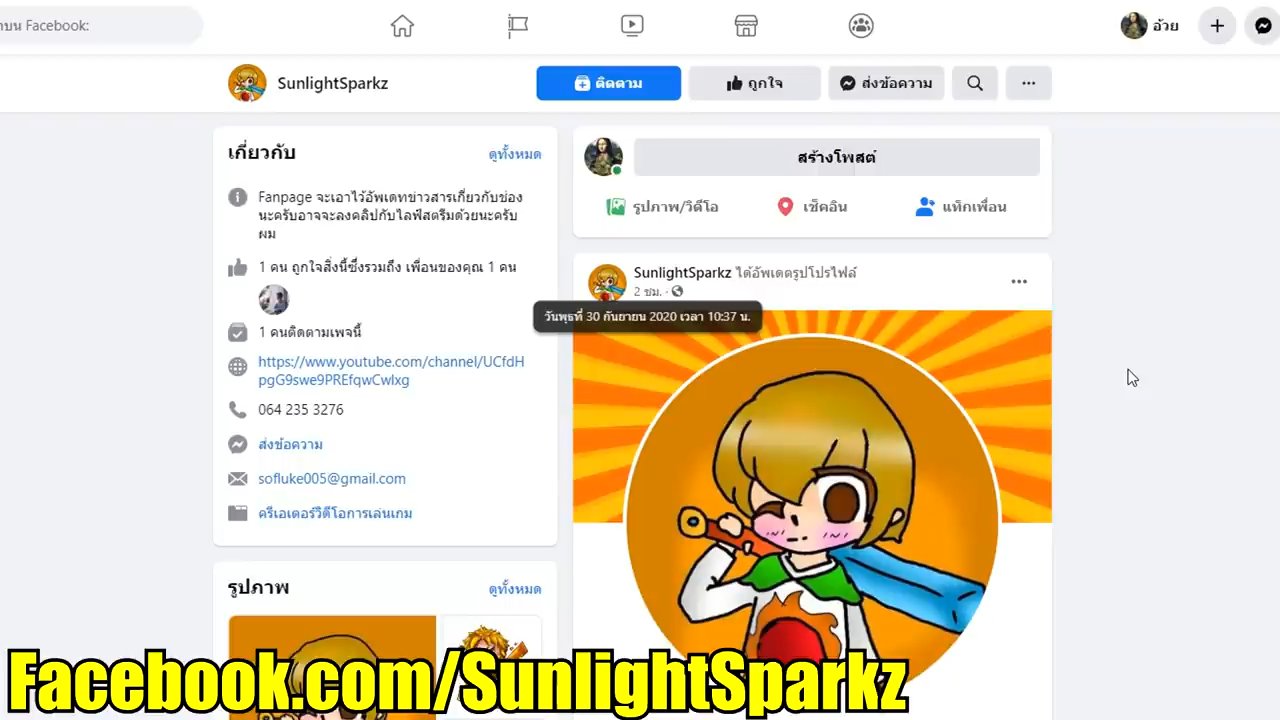 าบน Facebook:
อ้วย
SunlightSparkz
ติดตาม
ถูกใจ
ส่งข้อความ
เกี่ยวกับ
ดูทั้งหมด
Fanpage จะเอาไว้อัพเดทข่าวสารเกี่ยวกับช่อง
นะครับอาจจะลงคลิปกับไลฟ์สตรีมด้วยนะครับ
ผม
1 คน ถูกใจสิ่งนี้ซึ่งรวมถึง เพื่อนของคุณ 1 คน
1 คนติดตามเพจนี้
https://www.youtube.com/channel/UCfdH
pgG9swe9PREfqwCwlxg
064 235 3276
ส่งข้อความ
sofluke005@gmail.com
ครีเอเตอร์วิดีโอการเล่นเกม
รูปภาพ
ดูทั้งหมด
สร้างโพสต์
รูปภาพ/วิดีโอ
เช็คอิน
แท็กเพื่อน
SunlightSparkz ได้อัพเดตรูปโปรไฟล์
2 ชม. ·
วันพุธที่ 30 กันยายน 2020 เวลา 10:37 น.
Facebook.com/SunlightSparkz